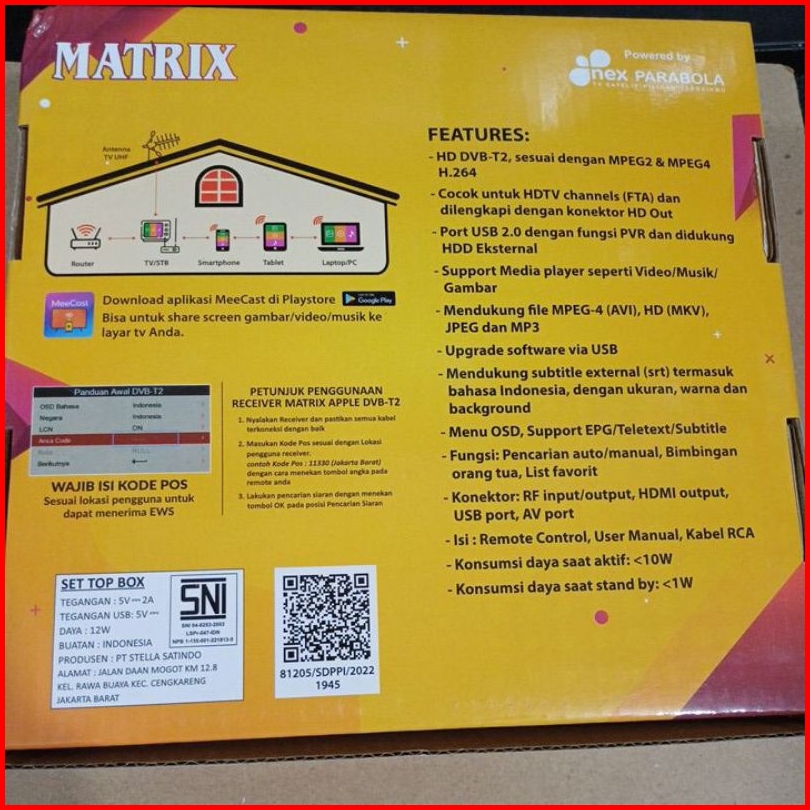 MATRIX
Powered by
nex PARABOLA
Antenna
TV UHF
Router
TV/STB
Smartphone
Tablet
Laptop/PC
MeeCast
Download aplikasi MeeCast di Playstore
Google Play
Bisa untuk share screen gambar/video/musik ke
layar tv Anda.
Panduan Awal DVB-T2
OSD Bahasa Indonesia
Negara Indonesia
LCN ON
Area Code
Berikutnya
WAJIB ISI KODE POS
Sesuai lokasi pengguna untuk
dapat menerima EWS
PETUNJUK PENGGUNAAN
RECEIVER MATRIX APPLE DVB-T2
1. Nyalakan Receiver dan pastikan semua kabel
terkoneksi dengan baik
2. Masukan Kode Pos sesuai dengan Lokasi
pengguna receiver.
contoh Kode Pos : 11330 (Jakarta Barat)
dengan cara menekan tombol angka pada
remote anda
3. Lakukan pencarian siaran dengan menekan
tombol OK pada posisi Pencarian Siaran
FEATURES:
- HD DVB-T2, sesuai dengan MPEG2 & MPEG4
H.264
- Cocok untuk HDTV channels (FTA) dan
dilengkapi dengan konektor HD Out
- Port USB 2.0 dengan fungsi PVR dan didukung
HDD Eksternal
- Support Media player seperti Video/Musik/
Gambar
- Mendukung file MPEG-4 (AVI), HD (MKV),
JPEG dan MP3
- Upgrade software via USB
- Mendukung subtitle external (srt) termasuk
bahasa Indonesia, dengan ukuran, warna dan
background
- Menu OSD, Support EPG/Teletext/Subtitle
- Fungsi: Pencarian auto/manual, Bimbingan
orang tua, List favorit
- Konektor: RF input/output, HDMI output,
USB port, AV port
- Isi : Remote Control, User Manual, Kabel RCA
- Konsumsi daya saat aktif: <10W
- Konsumsi daya saat stand by: <1W
SET TOP BOX
TEGANGAN : 5V 2A
TEGANGAN USB: 5V
DAYA : 12W
BUATAN : INDONESIA
PRODUSEN : PT STELLA SATINDO
ALAMAT : JALAN DAAN MOGOT KM 12.8
KEL. RAWA BUAYA KEC. CENGKARENG
JAKARTA BARAT
SNI
81205/SDPPI/2022
1945